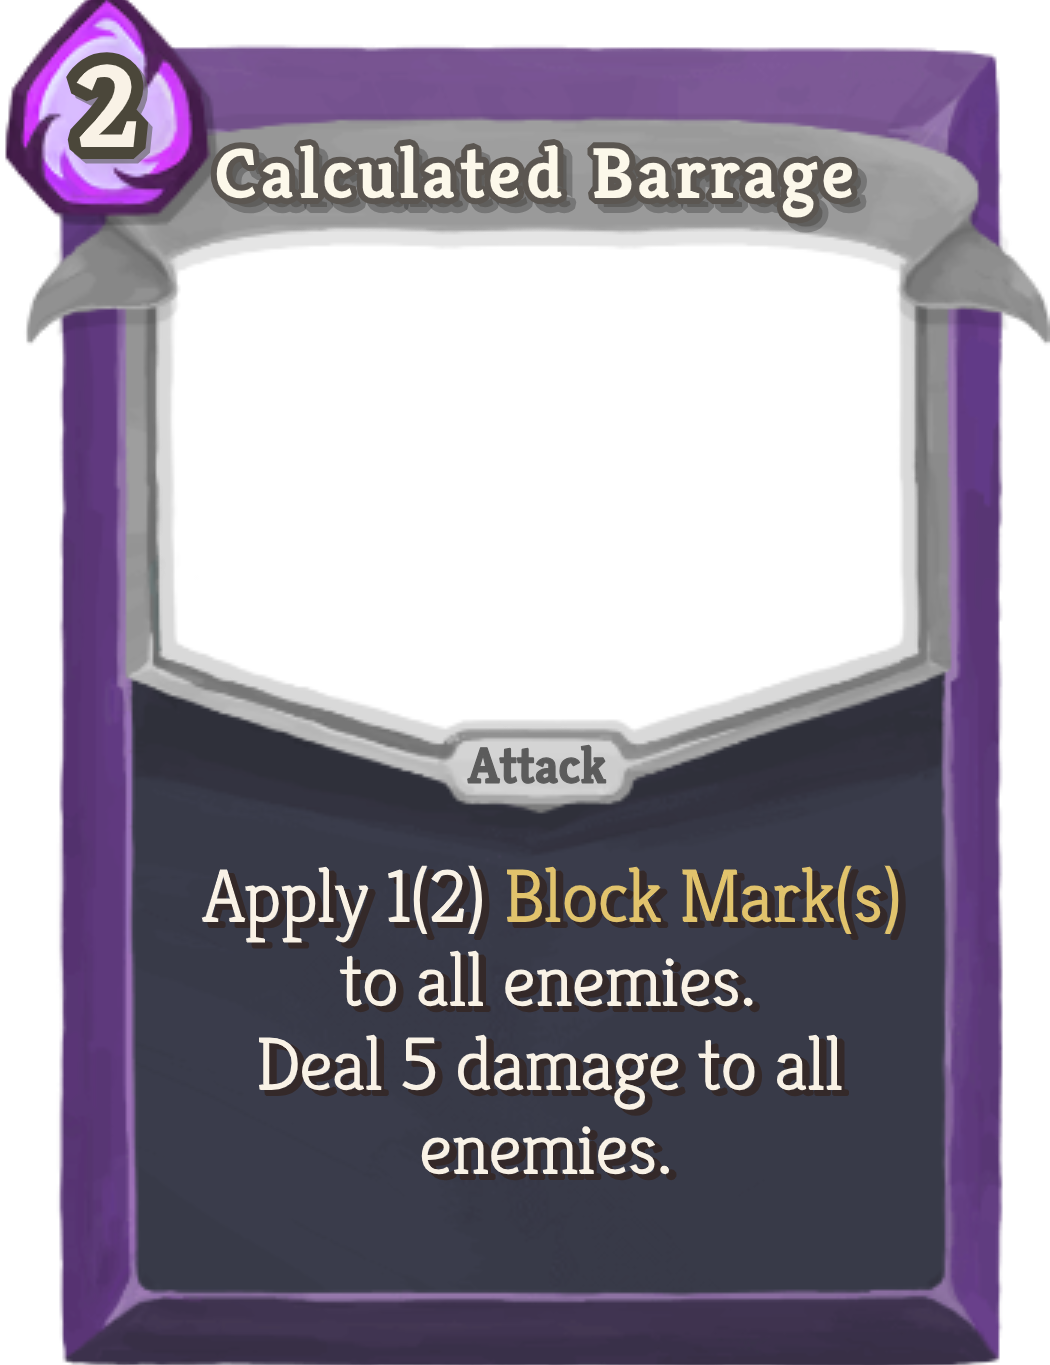 2
Calculated Barrage
Attack
Apply 1(2) Block Mark(s)
to all enemies.
Deal 5 damage to all
enemies.